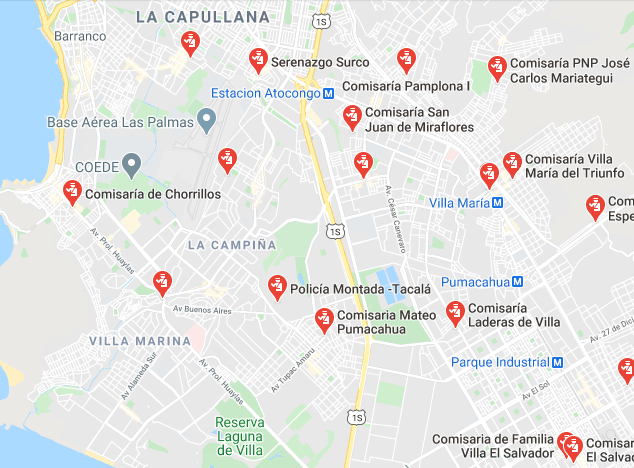 LA CAPULLANA
1S
Barranco
Serenazgo Surco
Comisaría PNP José
Carlos Mariategui
Comisaría Pamplona I
Estacion Atocongo M
Comisaría San
Juan de Miraflores
Base Aérea Las Palmas
COEDE
Comisaría Villa
María del Triunfo
Comisaría de Chorrillos
Villa María M
Com
Espe
Av. Prol. Huaylas
Av. César Canevaro
1S
LA CAMPIÑA
Pumacahua M
Policía Montada -Tacalá
Av Buenos Aires
Comisaria Mateo
Pumacahua
Comisaría
Laderas de Villa
VILLA MARINA
Av. 27 de Dic
Parque Industrial M
Av Alameda Sur
Av. Prol. Huaylas
Av. Tupac Amaru
Av El Sol
1S
Reserva
Laguna
de Villa
Comisaria de Familia
Villa El Salvador
Comisar
El Salvad